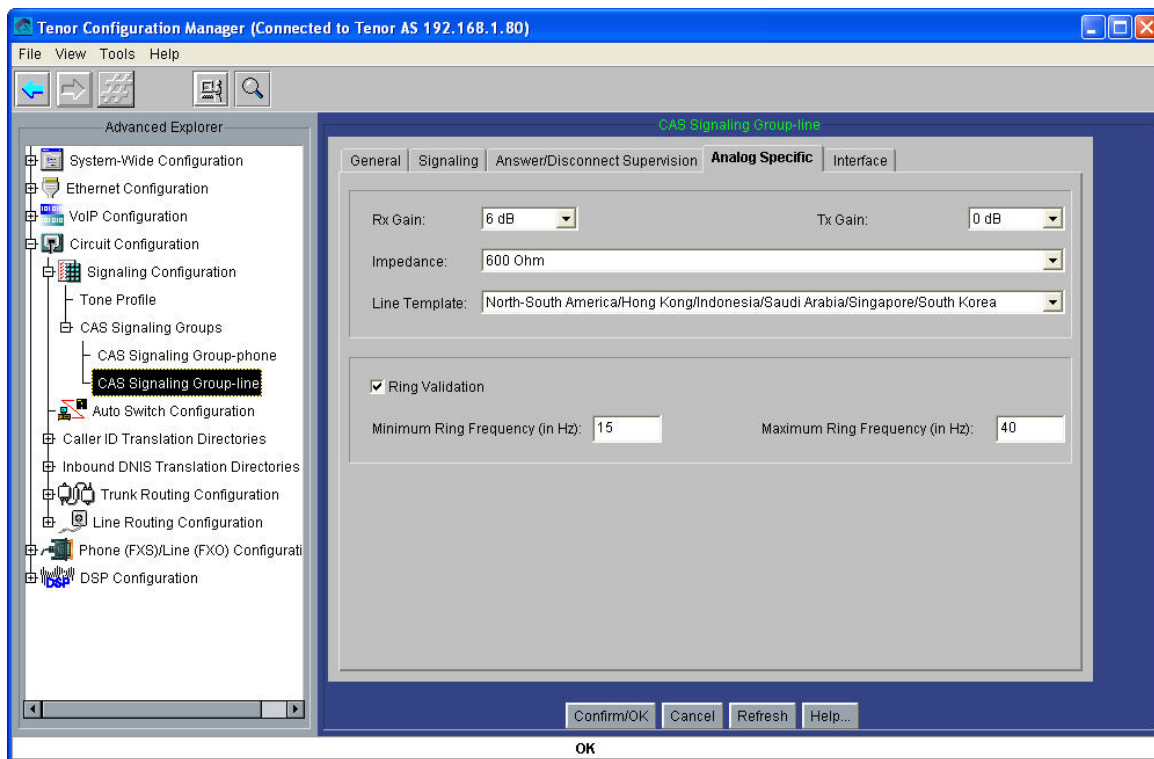 Tenor Configuration Manager (Connected to Tenor AS 192.168.1.80)
File View Tools Help
Advanced Explorer
System-Wide Configuration
Ethernet Configuration
VoIP Configuration
Circuit Configuration
Signaling Configuration
Tone Profile
CAS Signaling Groups
CAS Signaling Group-phone
CAS Signaling Group-line
Auto Switch Configuration
Caller ID Translation Directories
Inbound DNIS Translation Directories
Trunk Routing Configuration
Line Routing Configuration
Phone (FXS)/Line (FXO) Configurati
DSP DSP Configuration
CAS Signaling Group-line
General Signaling Answer/Disconnect Supervision Analog Specific Interface
Rx Gain: 6 dB Tx Gain: 0 dB
Impedance: 600 Ohm
Line Template: North-South America/Hong Kong/Indonesia/Saudi Arabia/Singapore/South Korea
Ring Validation
Minimum Ring Frequency (in Hz): 15 Maximum Ring Frequency (in Hz): 40
Confirm/OK Cancel Refresh Help...
OK